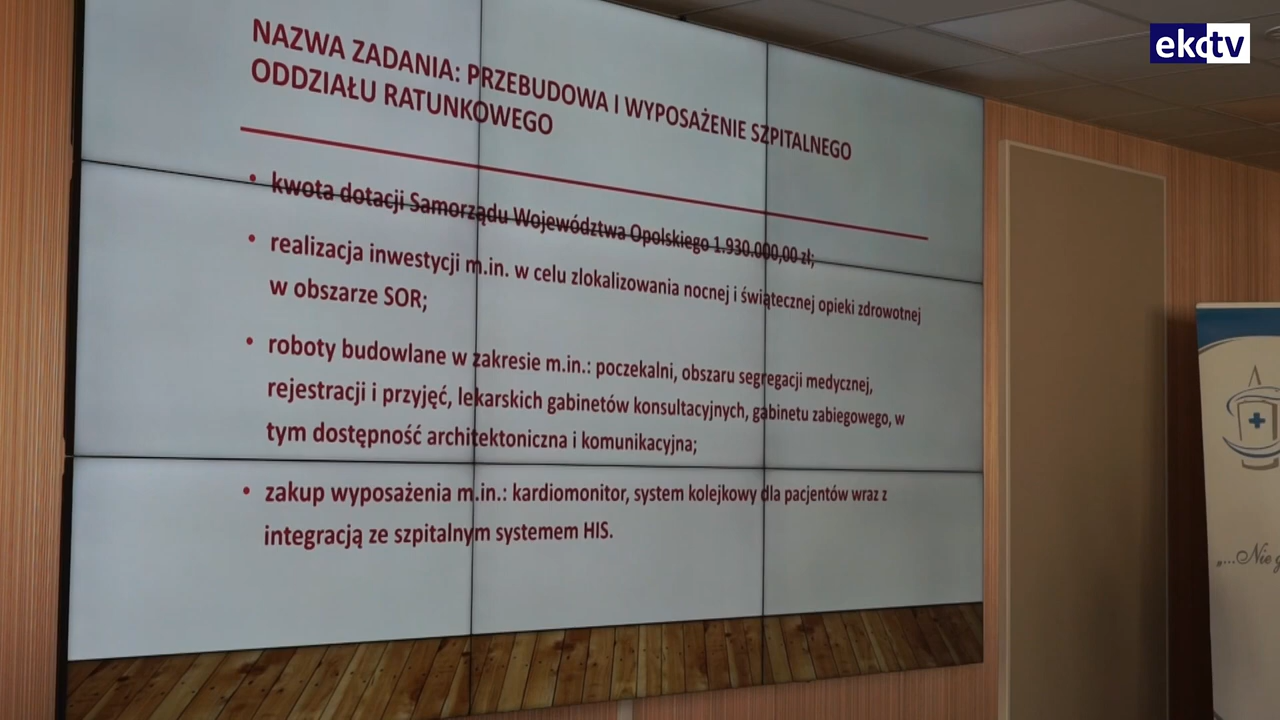 ekotv
NAZWA ZADANIA: PRZEBUDOWA I WYPOSAŻENIE SZPITALNEGO
ODDZIAŁU RATUNKOWEGO
• kwota dotacji Samorządu Województwa Opolskiego 1.930.000,00 zł;
• realizacja inwestycji m.in. w celu zlokalizowania nocnej i świątecznej opieki zdrowotnej
w obszarze SOR;
• roboty budowlane w zakresie m.in.: poczekalni, obszaru segregacji medycznej,
rejestracji i przyjęć, lekarskich gabinetów konsultacyjnych, gabinetu zabiegowego, w
tym dostępność architektoniczna i komunikacyjna;
• zakup wyposażenia m.in.: kardiomonitor, system kolejkowy dla pacjentów wraz z
integracją ze szpitalnym systemem HIS.
„...Nie